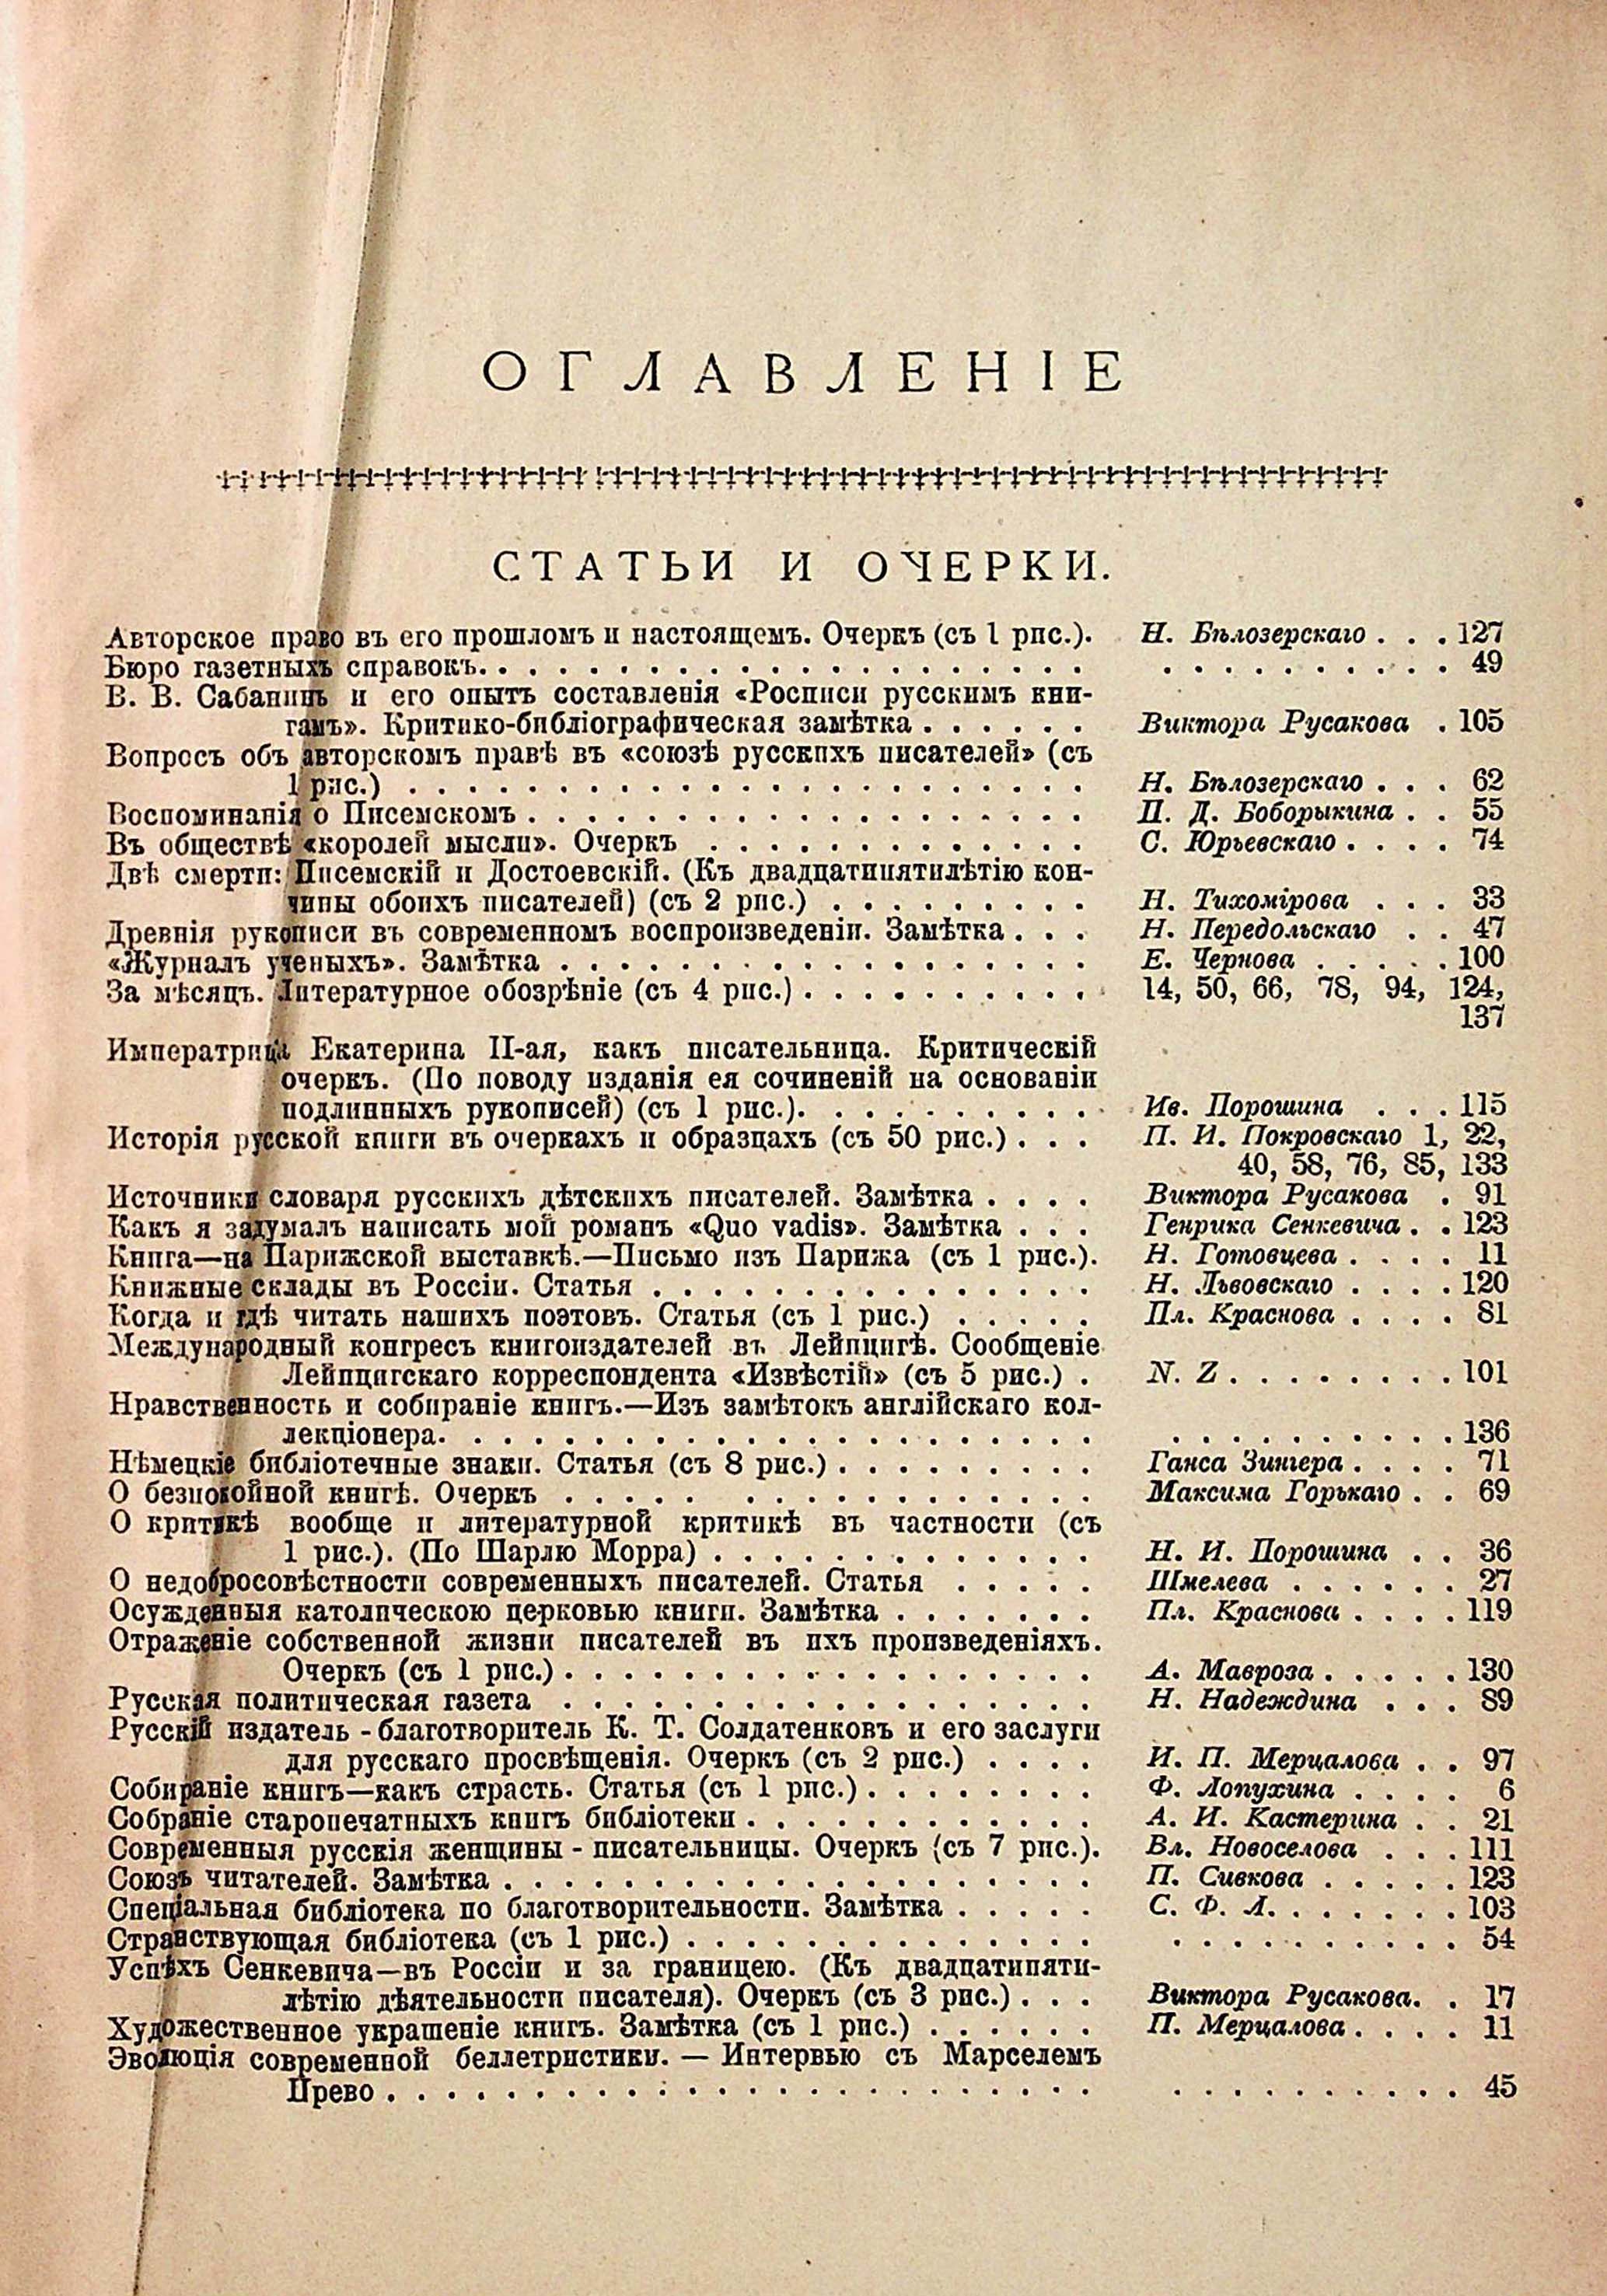 ОГЛАВЛЕНІЕ
СТАТЬИ И ОЧЕРКИ.
Авторское право въ его прошломъ и настоящемъ. Очеркъ (съ 1 рис.). Н. Бѣлозерскаго . . . 127
Бюро газетныхъ справокъ. . . . . . . . . . . . . . . . . . . . . . . . . . . . . . 49
В. В. Сабанинъ и его опытъ составленія «Росписи русскимъ кни-
гамъ». Критико-библіографическая замѣтка . . . . . . Виктора Русакова . 105
Вопросъ объ авторскомъ правѣ въ «союзѣ русскихъ писателей» (съ
1 рис.) . . . . . . . . . . . . . . . . . . . . . . . Н. Бѣлозерскаго . . . 62
Воспоминанія о Писемскомъ . . . . . . . . . . . . . . . . . . . П. Д. Боборыкина . . 55
Въ обществѣ «королей мысли». Очеркъ . . . . . . . . . . . . . С. Юрьевскаго . . . . 74
Двѣ смерти: Писемскій и Достоевскій. (Къ двадцатипятилѣтію кон-
чины обоихъ писателей) (съ 2 рис.) . . . . . . . . . Н. Тихомірова . . . 33
Древнія рукописи въ современномъ воспроизведеніи. Замѣтка . . . Н. Передольскаго . . 47
«Журналъ ученыхъ». Замѣтка . . . . . . . . . . . . . . . . . . Е. Чернова . . . . . 100
За мѣсяцъ. Литературное обозрѣніе (съ 4 рис.) . . . . . . . . . . 14, 50, 66, 78, 94, 124,
137
Императрица Екатерина II-ая, какъ писательница. Критическій
очеркъ. (По поводу изданія ея сочиненій на основаніи
подлинныхъ рукописей) (съ 1 рис.). . . . . . . . . . Ив. Порошина . . . 115
Исторія русской книги въ очеркахъ и образцахъ (съ 50 рис.) . . . П. И. Покровскаго 1, 22,
40, 58, 76, 85, 133
Источники словаря русскихъ дѣтскихъ писателей. Замѣтка . . . . Виктора Русакова . 91
Какъ я задумалъ написать мой романъ «Quo vadis». Замѣтка . . . Генрика Сенкевича . . 123
Книга—на Парижской выставкѣ.—Письмо изъ Парижа (съ 1 рис.). Н. Готовцева . . . . 11
Книжные склады въ Россіи. Статья . . . . . . . . . . . . . . . Н. Львовскаго . . . . 120
Когда и гдѣ читать нашихъ поэтовъ. Статья (съ 1 рис.) . . . . . Пл. Краснова . . . . 81
Международный конгресъ книгоиздателей въ Лейпцигѣ. Сообщеніе
Лейпцигскаго корреспондента «Извѣстій» (съ 5 рис.) . N. Z . . . . . . . . 101
Нравственность и собираніе книгъ.—Изъ замѣтокъ англійскаго кол-
лекціонера. . . . . . . . . . . . . . . . . . . . . . . . . . . . . . . . 136
Нѣмецкіе библіотечные знаки. Статья (съ 8 рис.) . . . . . . . . . Ганса Зингера . . . . 71
О безпокойной книгѣ. Очеркъ . . . . . . . . . . . . . . . . . Максима Горькаго . . 69
О критикѣ вообще и литературной критикѣ въ частности (съ
1 рис.). (По Шарлю Морра) . . . . . . . . . . . . . Н. И. Порошина . . 36
О недобросовѣстности современныхъ писателей. Статья . . . . . Шмелева . . . . . . 27
Осужденныя католическою церковью книги. Замѣтка . . . . . . . Пл. Краснова . . . . 119
Отраженіе собственной жизни писателей въ ихъ произведеніяхъ.
Очеркъ (съ 1 рис.) . . . . . . . . . . . . . . . . . . А. Мавроза . . . . . 130
Русская политическая газета . . . . . . . . . . . . . . . . . . Н. Надеждина . . . 89
Русскій издатель - благотворитель К. Т. Солдатенковъ и его заслуги
для русскаго просвѣщенія. Очеркъ (съ 2 рис.) . . . . И. П. Мерцалова . . 97
Собираніе книгъ—какъ страсть. Статья (съ 1 рис.) . . . . . . . . Ф. Лопухина . . . . 6
Собраніе старопечатныхъ книгъ библіотеки . . . . . . . . . . . . А. И. Кастерина . . 21
Современныя русскія женщины - писательницы. Очеркъ (съ 7 рис.). Вл. Новоселова . . . 111
Союзъ читателей. Замѣтка . . . . . . . . . . . . . . . . . . . . П. Сивкова . . . . . 123
Спеціальная библіотека по благотворительности. Замѣтка . . . . . С. Ф. Л. . . . . . . 103
Странствующая библіотека (съ 1 рис.) . . . . . . . . . . . . . . . . . . . . . . . . 54
Успѣхъ Сенкевича—въ Россіи и за границею. (Къ двадцатипяти-
лѣтію дѣятельности писателя). Очеркъ (съ 3 рис.) . . . Виктора Русакова. . 17
Художественное украшеніе книгъ. Замѣтка (съ 1 рис.) . . . . . . П. Мерцалова . . . . 11
Эволюція современной беллетристики. — Интервью съ Марселемъ
Прево . . . . . . . . . . . . . . . . . . . . . . . . . . . . . . . . . . 45